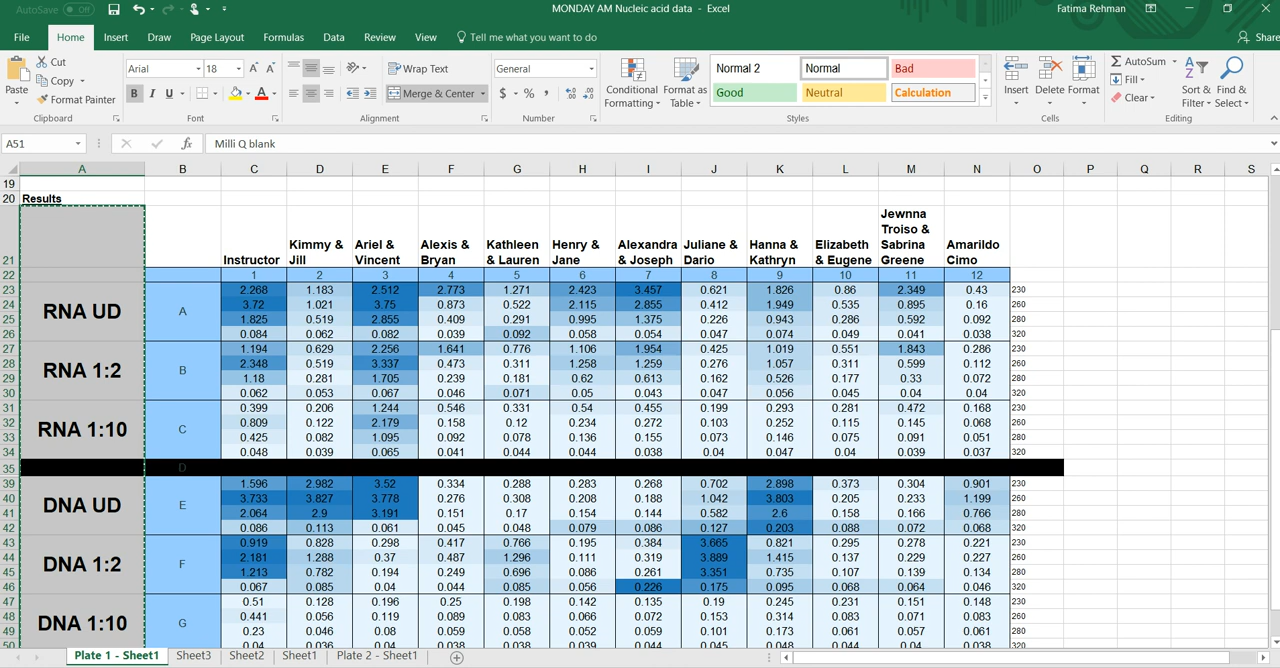 AutoSave Off MONDAY AM Nucleic acid data - Excel Fatima Rehman
File Home Insert Draw Page Layout Formulas Data Review View Tell me what you want to do Share
Paste Cut Copy Format Painter Clipboard
Arial 18 B I U Font
Wrap Text Merge & Center Alignment
General $ % , Number
Conditional Formatting Format as Table Normal 2 Normal Bad Good Neutral Calculation Styles
Insert Delete Format Cells
AutoSum Fill Clear Sort & Filter Find & Select Editing
A51 fx Milli Q blank
A B C D E F G H I J K L M N O P Q R S
19
20 Results
21 Instructor Kimmy & Jill Ariel & Vincent Alexis & Bryan Kathleen & Lauren Henry & Jane Alexandra & Joseph Juliane & Dario Hanna & Kathryn Elizabeth & Eugene Jewnna Troiso & Sabrina Greene Amarildo Cimo
22 1 2 3 4 5 6 7 8 9 10 11 12
RNA UD A
23 2.268 1.183 2.512 2.773 1.271 2.423 3.457 0.621 1.826 0.86 2.349 0.43 230
24 3.72 1.021 3.75 0.873 0.522 2.115 2.855 0.412 1.949 0.535 0.895 0.16 260
25 1.825 0.519 2.855 0.409 0.291 0.995 1.375 0.226 0.943 0.286 0.592 0.092 280
26 0.084 0.062 0.082 0.039 0.092 0.058 0.054 0.047 0.074 0.049 0.041 0.038 320
RNA 1:2 B
27 1.194 0.629 2.256 1.641 0.776 1.106 1.954 0.425 1.019 0.551 1.843 0.286 230
28 2.348 0.519 3.337 0.473 0.311 1.258 1.259 0.276 1.057 0.311 0.599 0.112 260
29 1.18 0.281 1.705 0.239 0.181 0.62 0.613 0.162 0.526 0.177 0.33 0.072 280
30 0.062 0.053 0.067 0.046 0.071 0.05 0.043 0.047 0.056 0.045 0.04 0.04 320
RNA 1:10 C
31 0.399 0.206 1.244 0.546 0.331 0.54 0.455 0.199 0.293 0.281 0.472 0.168 230
32 0.809 0.122 2.179 0.158 0.12 0.234 0.272 0.103 0.252 0.115 0.145 0.068 260
33 0.425 0.082 1.095 0.092 0.078 0.136 0.155 0.073 0.146 0.075 0.091 0.051 280
34 0.048 0.039 0.065 0.041 0.044 0.044 0.038 0.04 0.047 0.04 0.039 0.037 320
35 D
DNA UD E
39 1.596 2.982 3.52 0.334 0.288 0.283 0.268 0.702 2.898 0.373 0.304 0.901 230
40 3.733 3.827 3.778 0.276 0.308 0.208 0.188 1.042 3.803 0.205 0.233 1.199 260
41 2.064 2.9 3.191 0.151 0.17 0.154 0.144 0.582 2.6 0.158 0.166 0.766 280
42 0.086 0.113 0.061 0.045 0.048 0.079 0.086 0.127 0.203 0.088 0.072 0.068 320
DNA 1:2 F
43 0.919 0.828 0.298 0.417 0.766 0.195 0.384 3.665 0.821 0.295 0.278 0.221 230
44 2.181 1.288 0.37 0.487 1.296 0.111 0.319 3.889 1.415 0.137 0.229 0.227 260
45 1.213 0.782 0.194 0.249 0.696 0.086 0.261 3.351 0.735 0.107 0.139 0.134 280
46 0.067 0.085 0.04 0.044 0.085 0.056 0.226 0.175 0.095 0.068 0.064 0.046 320
DNA 1:10 G
47 0.51 0.128 0.196 0.25 0.198 0.142 0.135 0.19 0.245 0.231 0.151 0.148 230
48 0.441 0.056 0.119 0.089 0.083 0.066 0.072 0.153 0.314 0.083 0.071 0.083 260
49 0.23 0.046 0.08 0.059 0.058 0.052 0.059 0.101 0.173 0.061 0.057 0.061 280
50 0.04 0.036 0.04 0.038 0.038 0.044 0.045 0.048 0.048 0.044 0.04 0.038 320
Plate 1 - Sheet1 Sheet3 Sheet2 Sheet1 Plate 2 - Sheet1